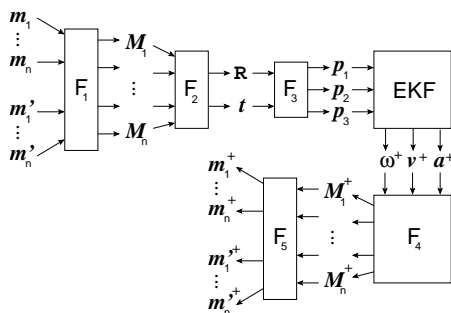 m₁
⋮
mₙ
m'₁
⋮
m'ₙ
F₁
M₁
⋮
Mₙ
F₂
R
t
F₃
p₁
p₂
p₃
EKF
ω⁺ v⁺ a⁺
F₄
M₁⁺
⋮
Mₙ⁺
F₅
m₁⁺
⋮
mₙ⁺
m'₁⁺
⋮
m'ₙ⁺